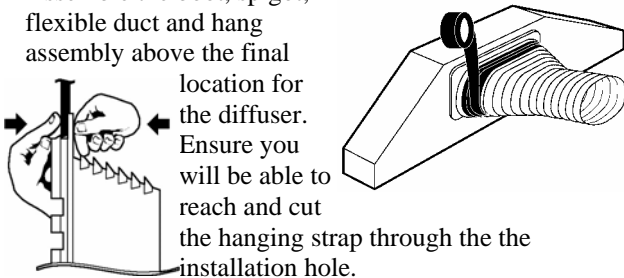 flexible duct and hang
assembly above the final
location for
the diffuser.
Ensure you
will be able to
reach and cut
the hanging strap through the the
installation hole.